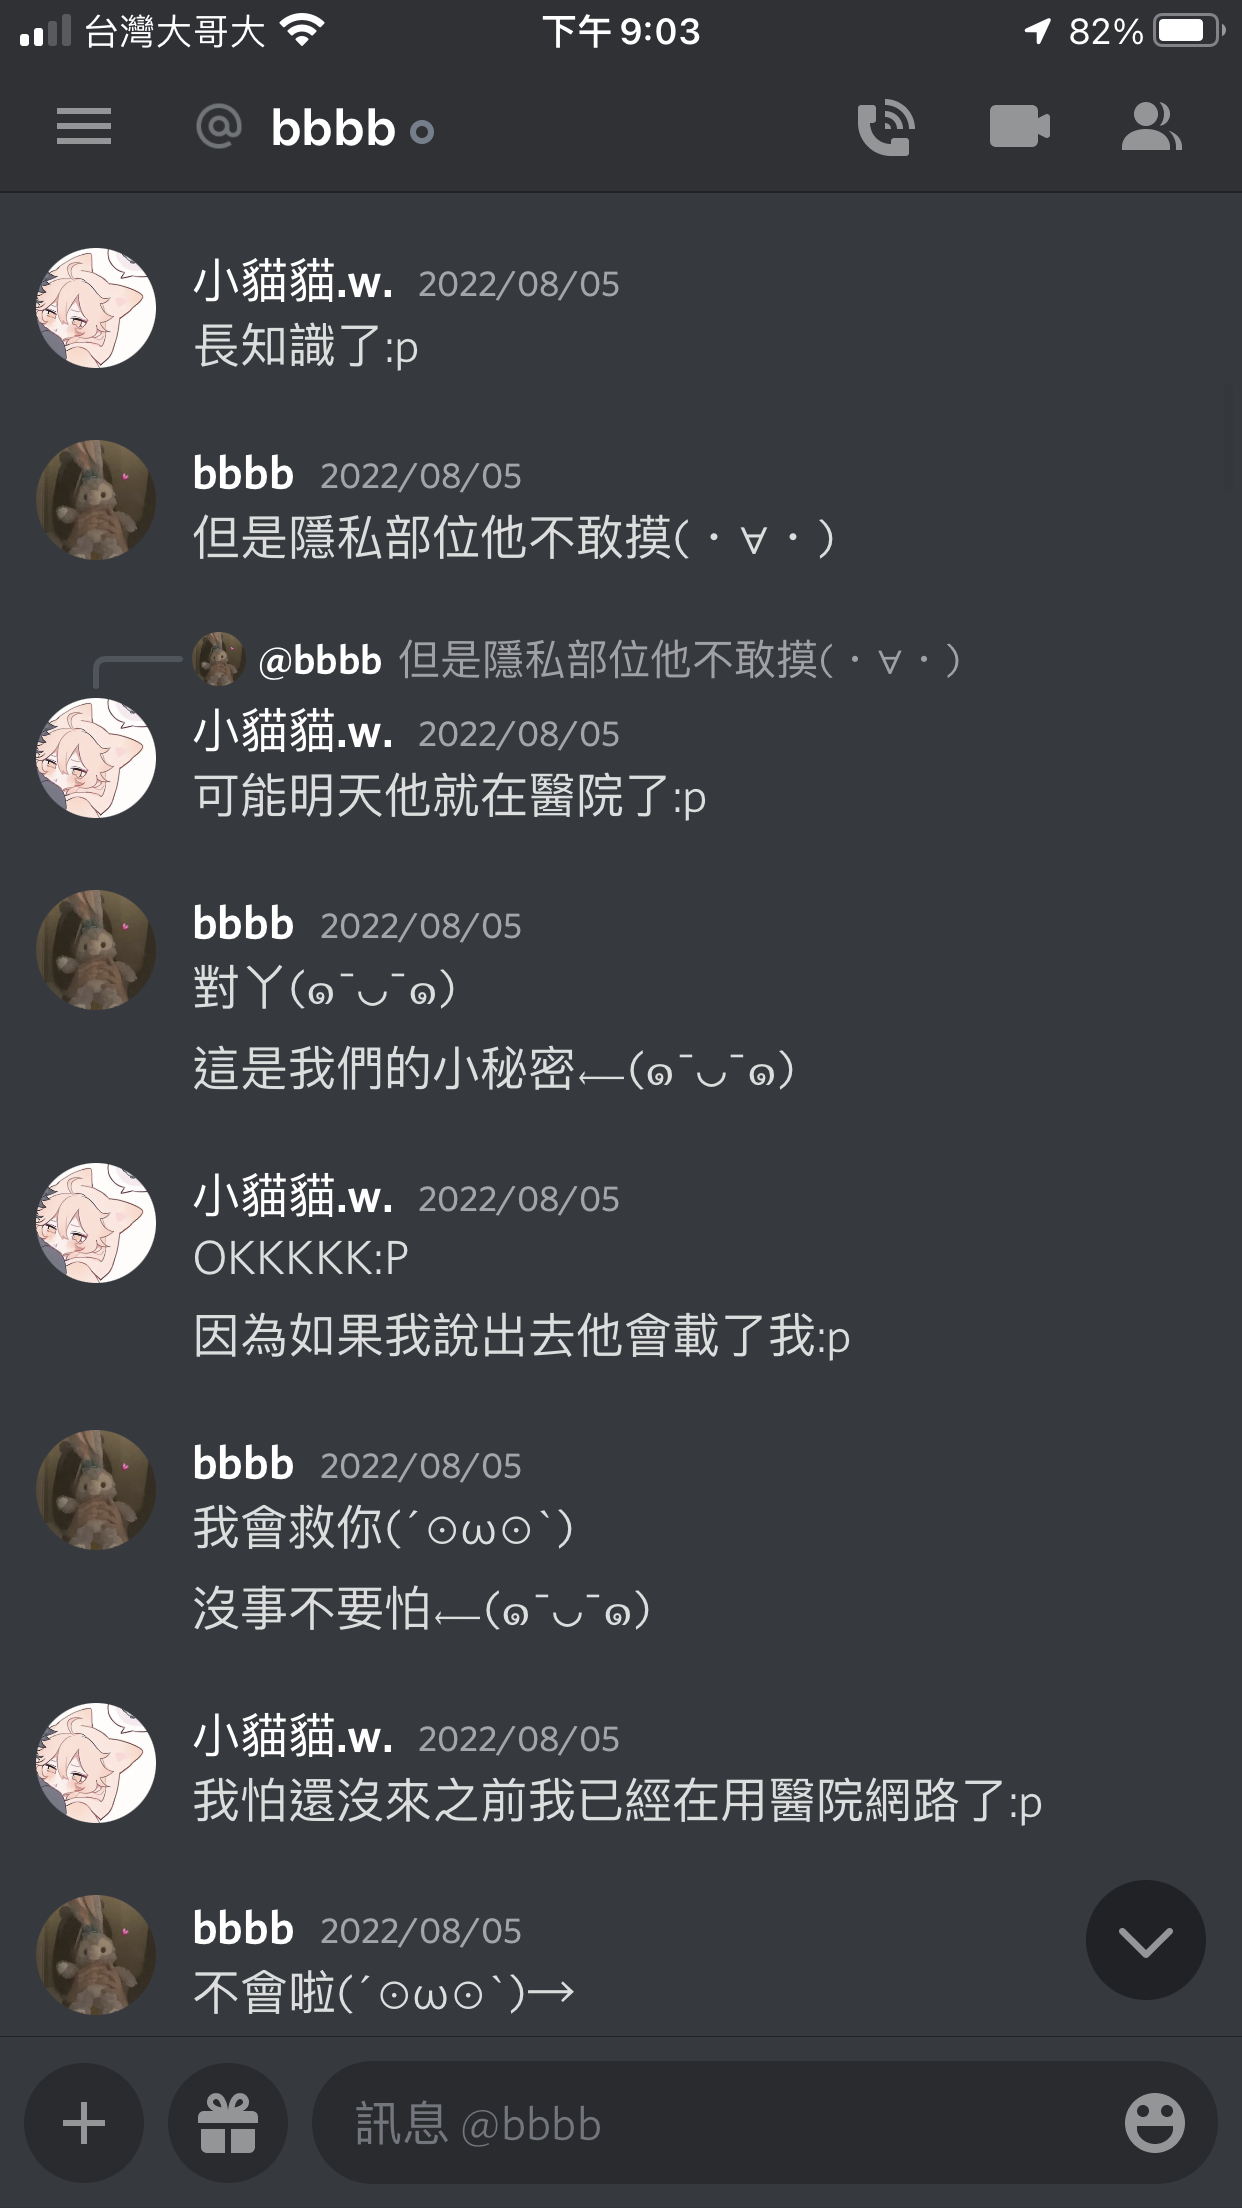 台灣大哥大 下午 9:03 82%
@ bbbb
小貓貓.w. 2022/08/05
長知識了:p
bbbb 2022/08/05
但是隱私部位他不敢摸(・∀・)
@bbbb 但是隱私部位他不敢摸(・∀・)
小貓貓.w. 2022/08/05
可能明天他就在醫院了:p
bbbb 2022/08/05
對丫(๑¯◡¯๑)
這是我們的小秘密←(๑¯◡¯๑)
小貓貓.w. 2022/08/05
OKKKKK:P
因為如果我說出去他會載了我:p
bbbb 2022/08/05
我會救你(´⊙ω⊙`)
沒事不要怕←(๑¯◡¯๑)
小貓貓.w. 2022/08/05
我怕還沒來之前我已經在用醫院網路了:p
bbbb 2022/08/05
不會啦(´⊙ω⊙`)→
訊息 @bbbb